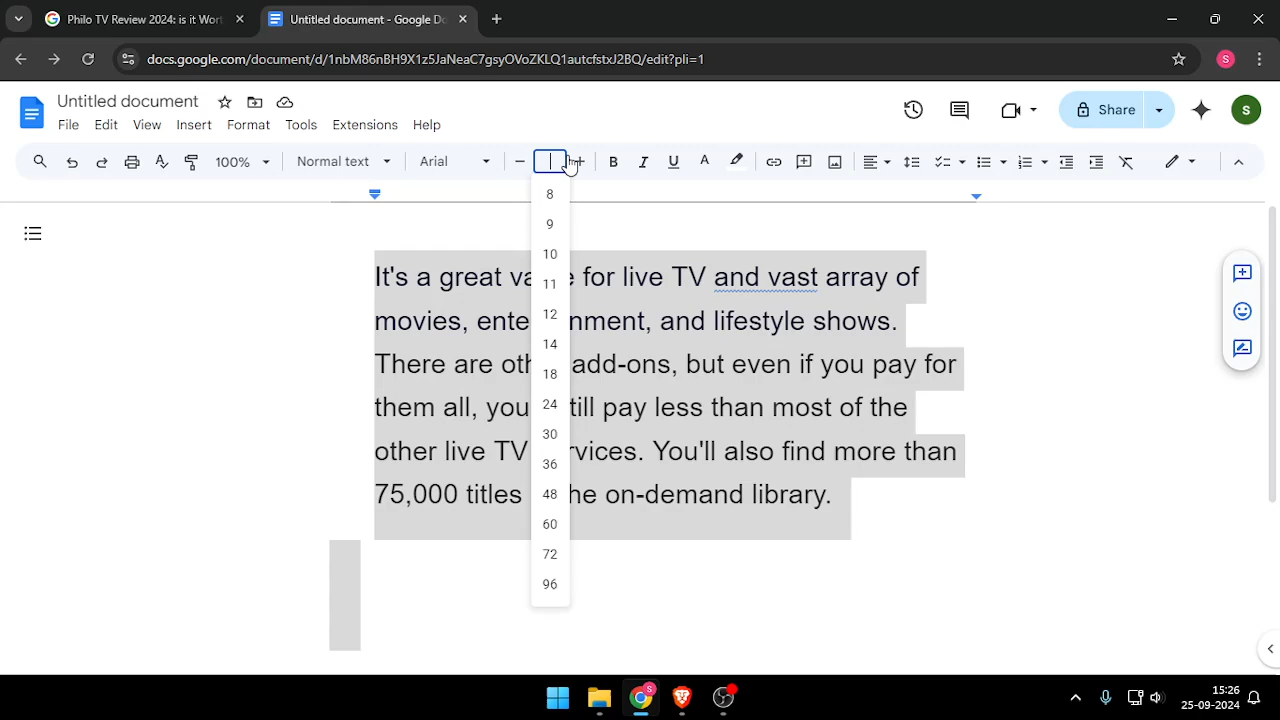 Philo TV Review 2024: is it Wort
Untitled document - Google Do
docs.google.com/document/d/1nbM86nBH9X1z5JaNeaC7gsyOVoZKLQ1autcfstxJ2BQ/edit?pli=1
S
Untitled document
File Edit View Insert Format Tools Extensions Help
Share
S
100% Normal text Arial
8
9
10
11
12
14
18
24
30
36
48
60
72
96
It's a great va e for live TV and vast array of
movies, ente nment, and lifestyle shows.
There are oth add-ons, but even if you pay for
them all, you till pay less than most of the
other live TV rvices. You'll also find more than
75,000 titles he on-demand library.
15:26
25-09-2024